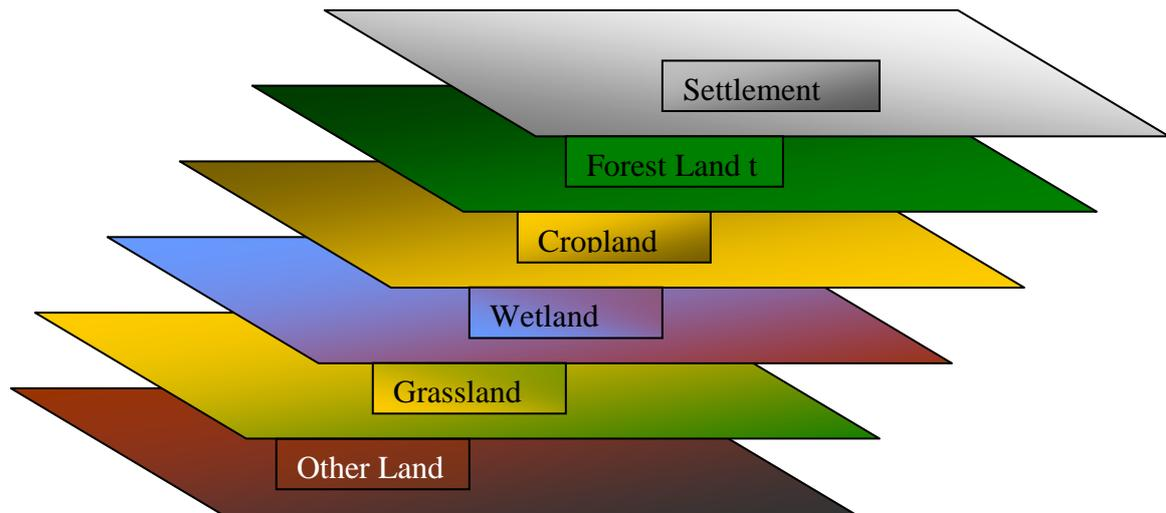 Settlement
Forest Land t
Cropland
Wetland
Grassland
Other Land